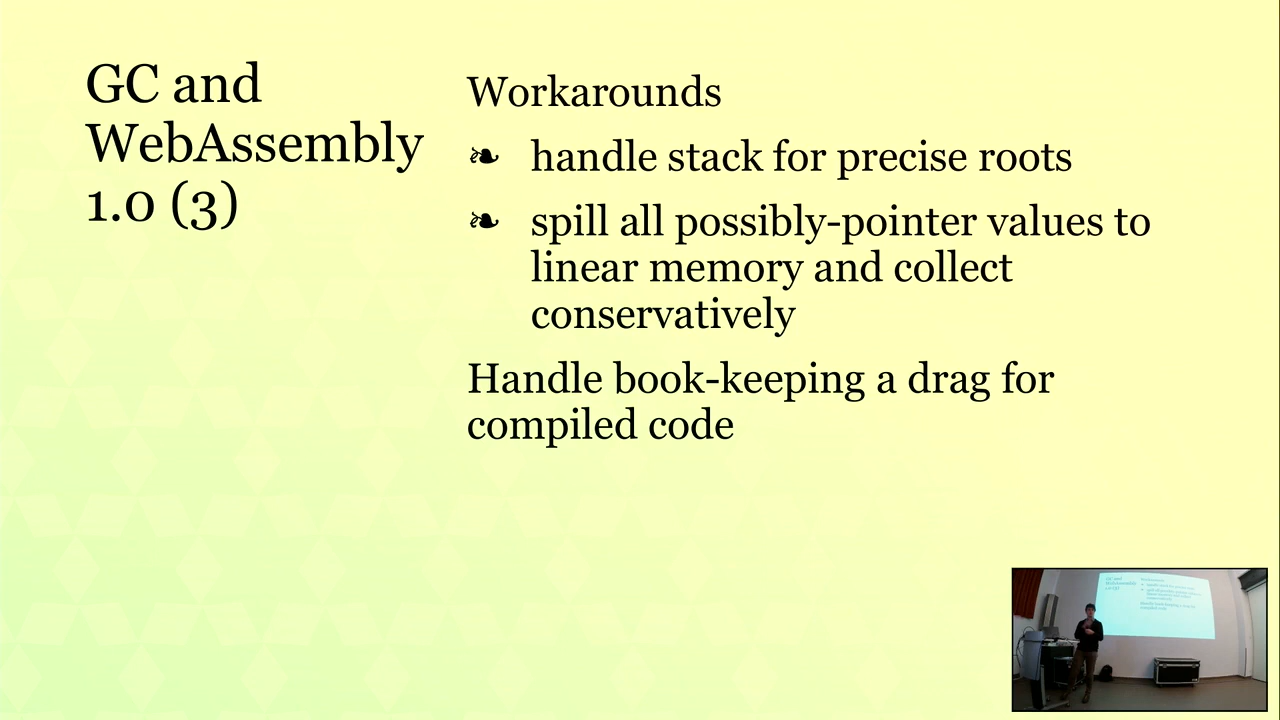 GC and
WebAssembly
1.0 (3)
Workarounds
❧ handle stack for precise roots
❧ spill all possibly-pointer values to
linear memory and collect
conservatively
Handle book-keeping a drag for
compiled code